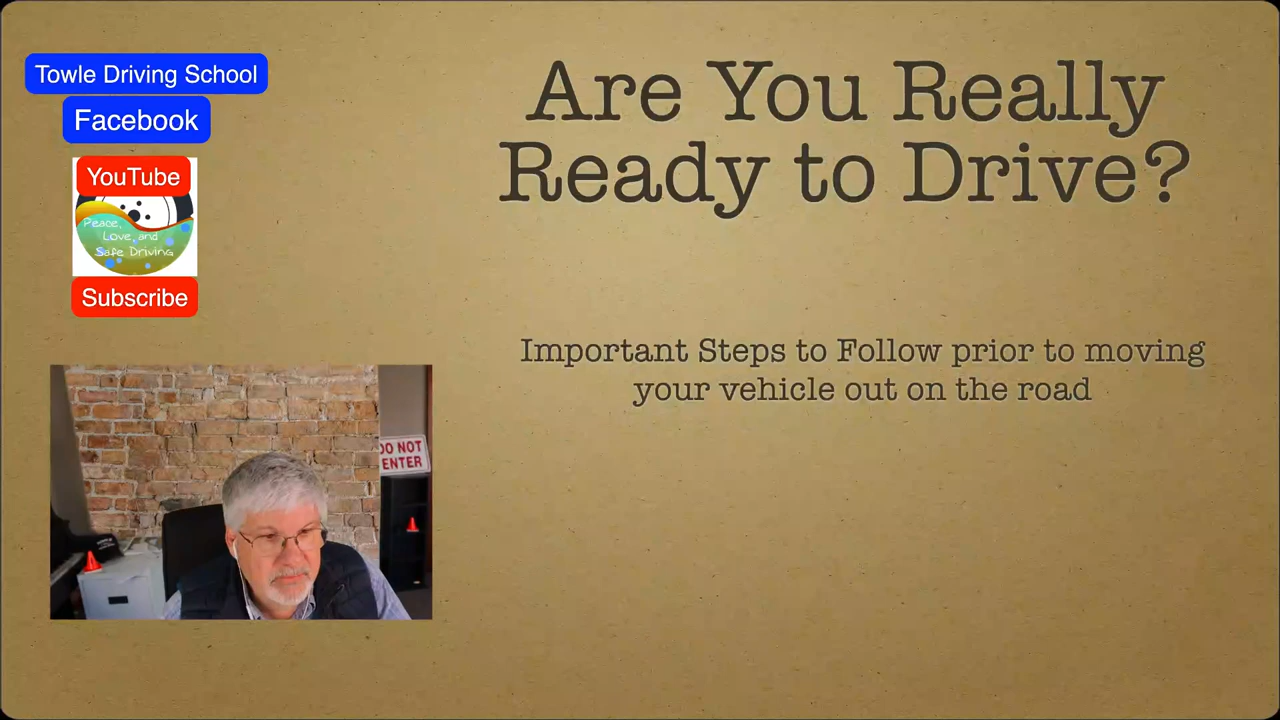 Towle Driving School
Facebook
YouTube
Peace,
Love, and
Safe Driving
Subscribe
Are You Really
Ready to Drive?
Important Steps to Follow prior to moving
your vehicle out on the road
DO NOT
ENTER